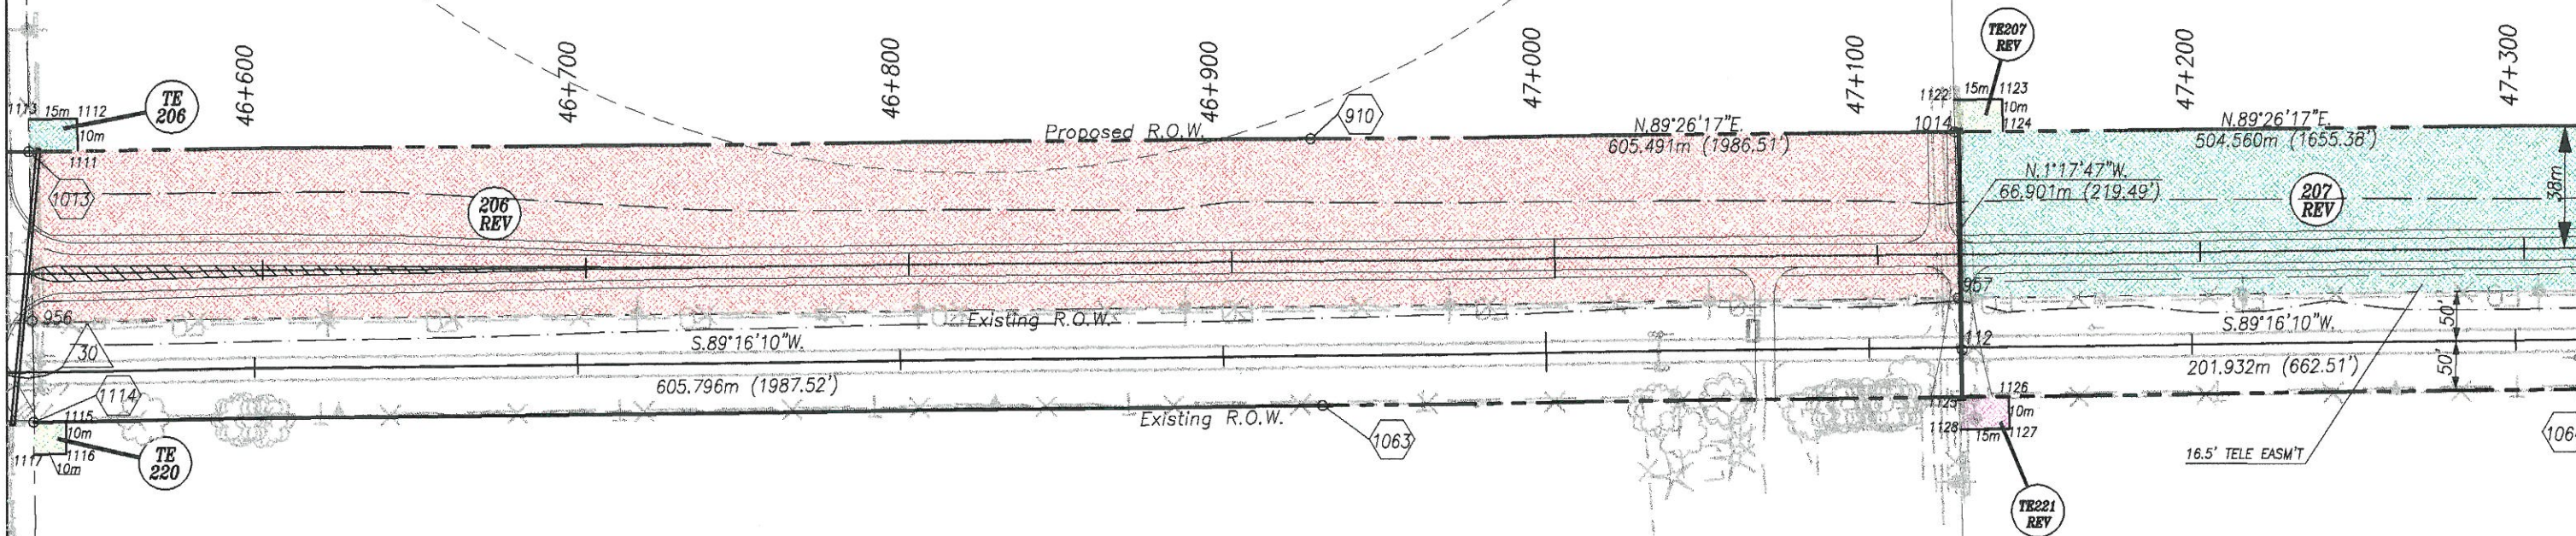 46+600
46+700
46+800
46+900
47+000
47+100
47+200
47+300
TE
206
1113
15m
1112
10m
1111
1013
206
REV
Proposed R.O.W.
910
N.89°26'17"E.
605.491m (1986.51')
TE207
REV
1122
15m
1123
10m
1124
1014
N.89°26'17"E.
504.560m (1655.38')
N.1°17'47"W.
66.901m (219.49')
207
REV
38m
956
30
Existing R.O.W.
S.89°16'10"W.
605.796m (1987.52')
957
112
S.89°16'10"W.
201.932m (662.51')
50'
50'
1114
1115
10m
1116
10m
1117
TE
220
Existing R.O.W.
1063
1126
10m
1127
15m
1128
TE221
REV
16.5' TELE EASM'T